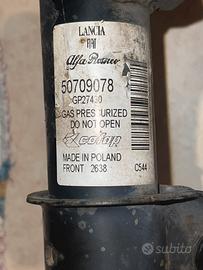 LANCIA
FIAT
Alfa Romeo
50709078
GP27430
GAS PRESSURIZED
DO NOT OPEN
MADE IN POLAND
FRONT 2638 C544
subito